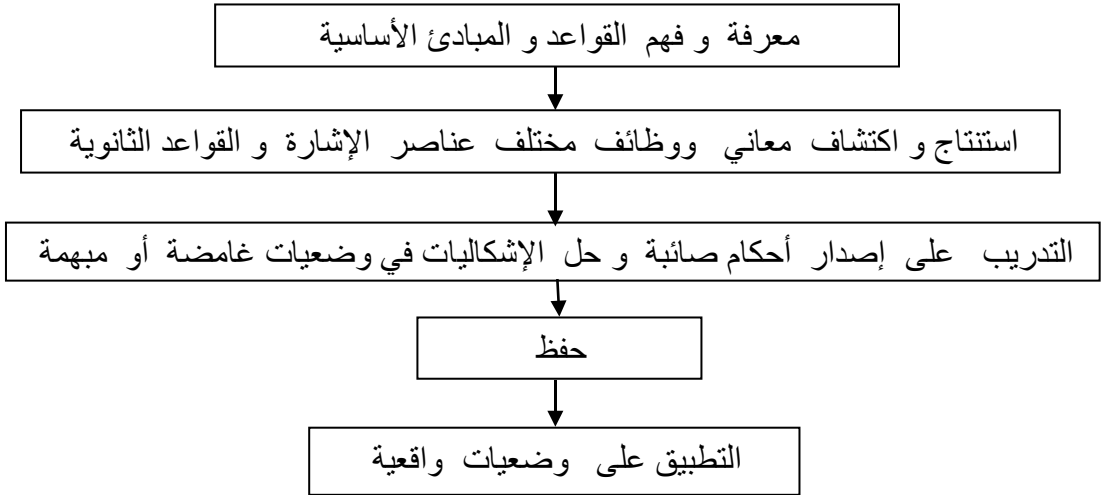 معرفة و فهم القواعد و المبادئ الأساسية
استنتاج و اكتشاف معاني ووظائف مختلف عناصر الإشارة و القواعد الثانوية
التدريب على إصدار أحكام صائبة و حل الإشكاليات في وضعيات غامضة أو مبهمة
حفظ
التطبيق على وضعيات واقعية